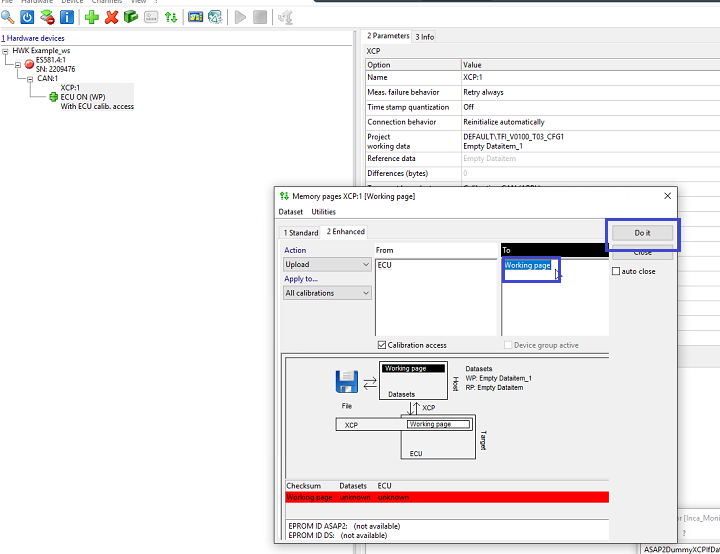 File Hardware Device Channels ASAP View ?
1 Hardware devices
HWK Example_ws
ES581.4:1
SN: 2209476
CAN:1
XCP:1
ECU ON (WP)
With ECU calib. access
2 Parameters 3 Info
XCP
Option Value
Name XCP:1
Meas. failure behavior Retry always
Time stamp quantization Off
Connection behavior Reinitialize automatically
Project DEFAULT\TFI_V0100_T03_CFG1
working data Empty Dataitem_1
Reference data Empty Dataitem
Differences (bytes) 0
Memory pages XCP:1 [Working page]
Dataset Utilities
1 Standard 2 Enhanced
Do it
Close
auto close
Action From To
Upload ECU Working page
Apply to...
All calibrations
Calibration access Device group active
Working page
Datasets
Host
Datasets
WP: Empty Dataitem_1
RP: Empty Dataitem
File
XCP
XCP Working page
ECU
Target
Checksum Datasets ECU
Working page unknown unknown
EPROM ID ASAP2: (not available)
EPROM ID DS: (not available)
[Inca_Moni
?
ASAP2DummyXCPIfDat